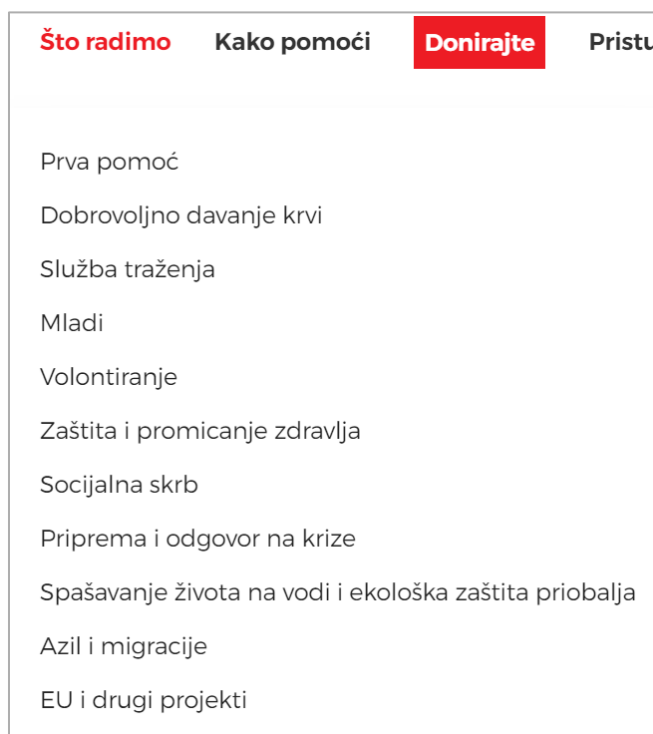 Što radimo Kako pomoći Donirajte
Prva pomoć
Dobrovoljno davanje krvi
Služba traženja
Mladi
Volontiranje
Zaštita i promicanje zdravlja
Socijalna skrb
Priprema i odgovor na krize
Spašavanje života na vodi i ekološka zaštita priobalja
Azil i migracije
EU i drugi projekti